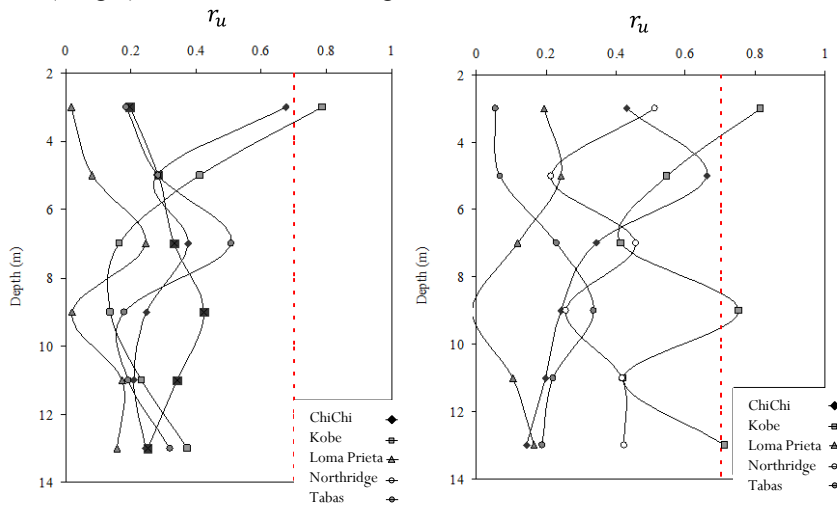 r_u
r_u
0 0.2 0.4 0.6 0.8 1
0 0.2 0.4 0.6 0.8 1
2
4
6
8
10
12
14
Depth (m)
ChiChi
Kobe
Loma Prieta
Northridge
Tabas
2
4
6
8
10
12
14
Depth (m)
ChiChi
Kobe
Loma Prieta
Northridge
Tabas